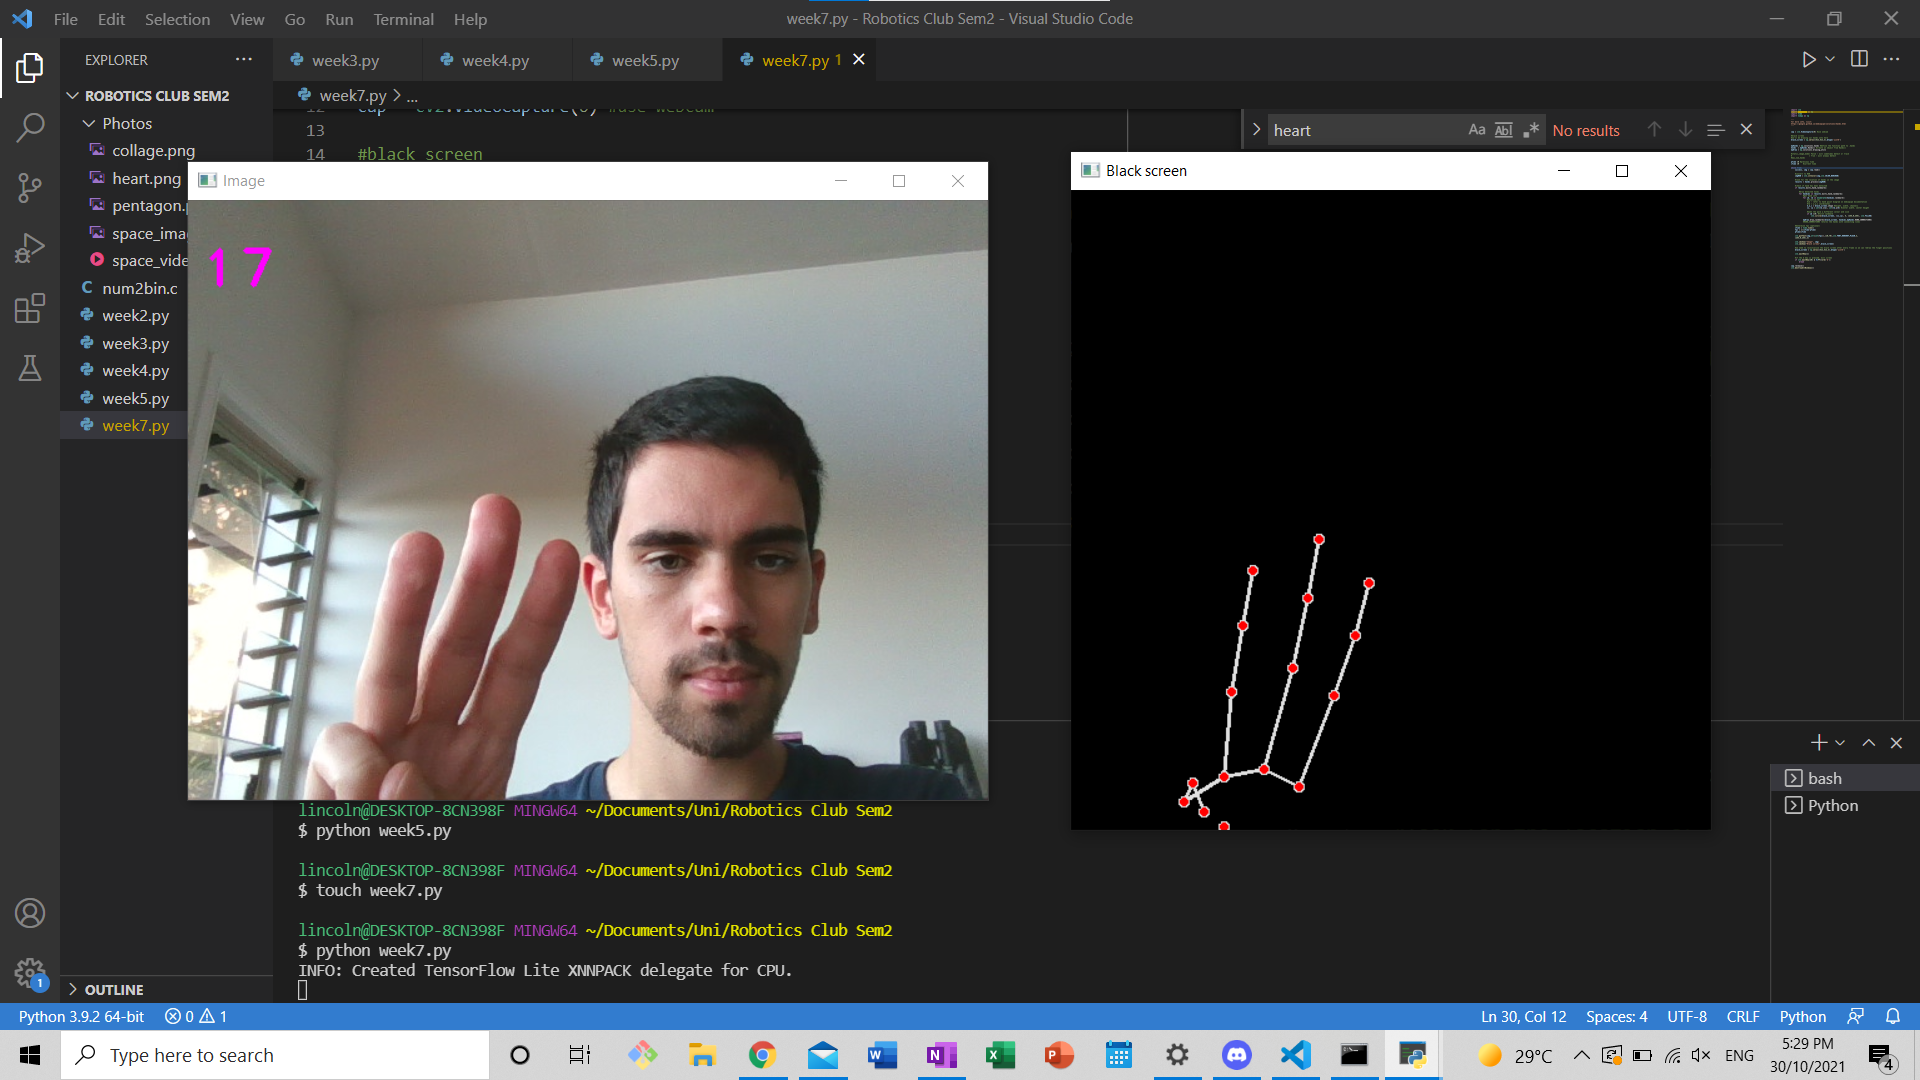 File Edit Selection View Go Run Terminal Help
week7.py - Robotics Club Sem2 - Visual Studio Code
EXPLORER
week3.py
week4.py
week5.py
week7.py 1
ROBOTICS CLUB SEM2
week7.py > ...
Photos
collage.png
heart.png
pentagon.
space_ima
space_vide
num2bin.c
week2.py
week3.py
week4.py
week5.py
week7.py
OUTLINE
13
14 #black screen
heart
Aa Abl .*
No results
Image
17
Black screen
bash
Python
lincoln@DESKTOP-8CN398F MINGW64 ~/Documents/Uni/Robotics Club Sem2
$ python week5.py
lincoln@DESKTOP-8CN398F MINGW64 ~/Documents/Uni/Robotics Club Sem2
$ touch week7.py
lincoln@DESKTOP-8CN398F MINGW64 ~/Documents/Uni/Robotics Club Sem2
$ python week7.py
INFO: Created TensorFlow Lite XNNPACK delegate for CPU.
1
Python 3.9.2 64-bit
0 1
Ln 30, Col 12
Spaces: 4
UTF-8
CRLF
Python
Type here to search
29°C
ENG
5:29 PM
30/10/2021
4